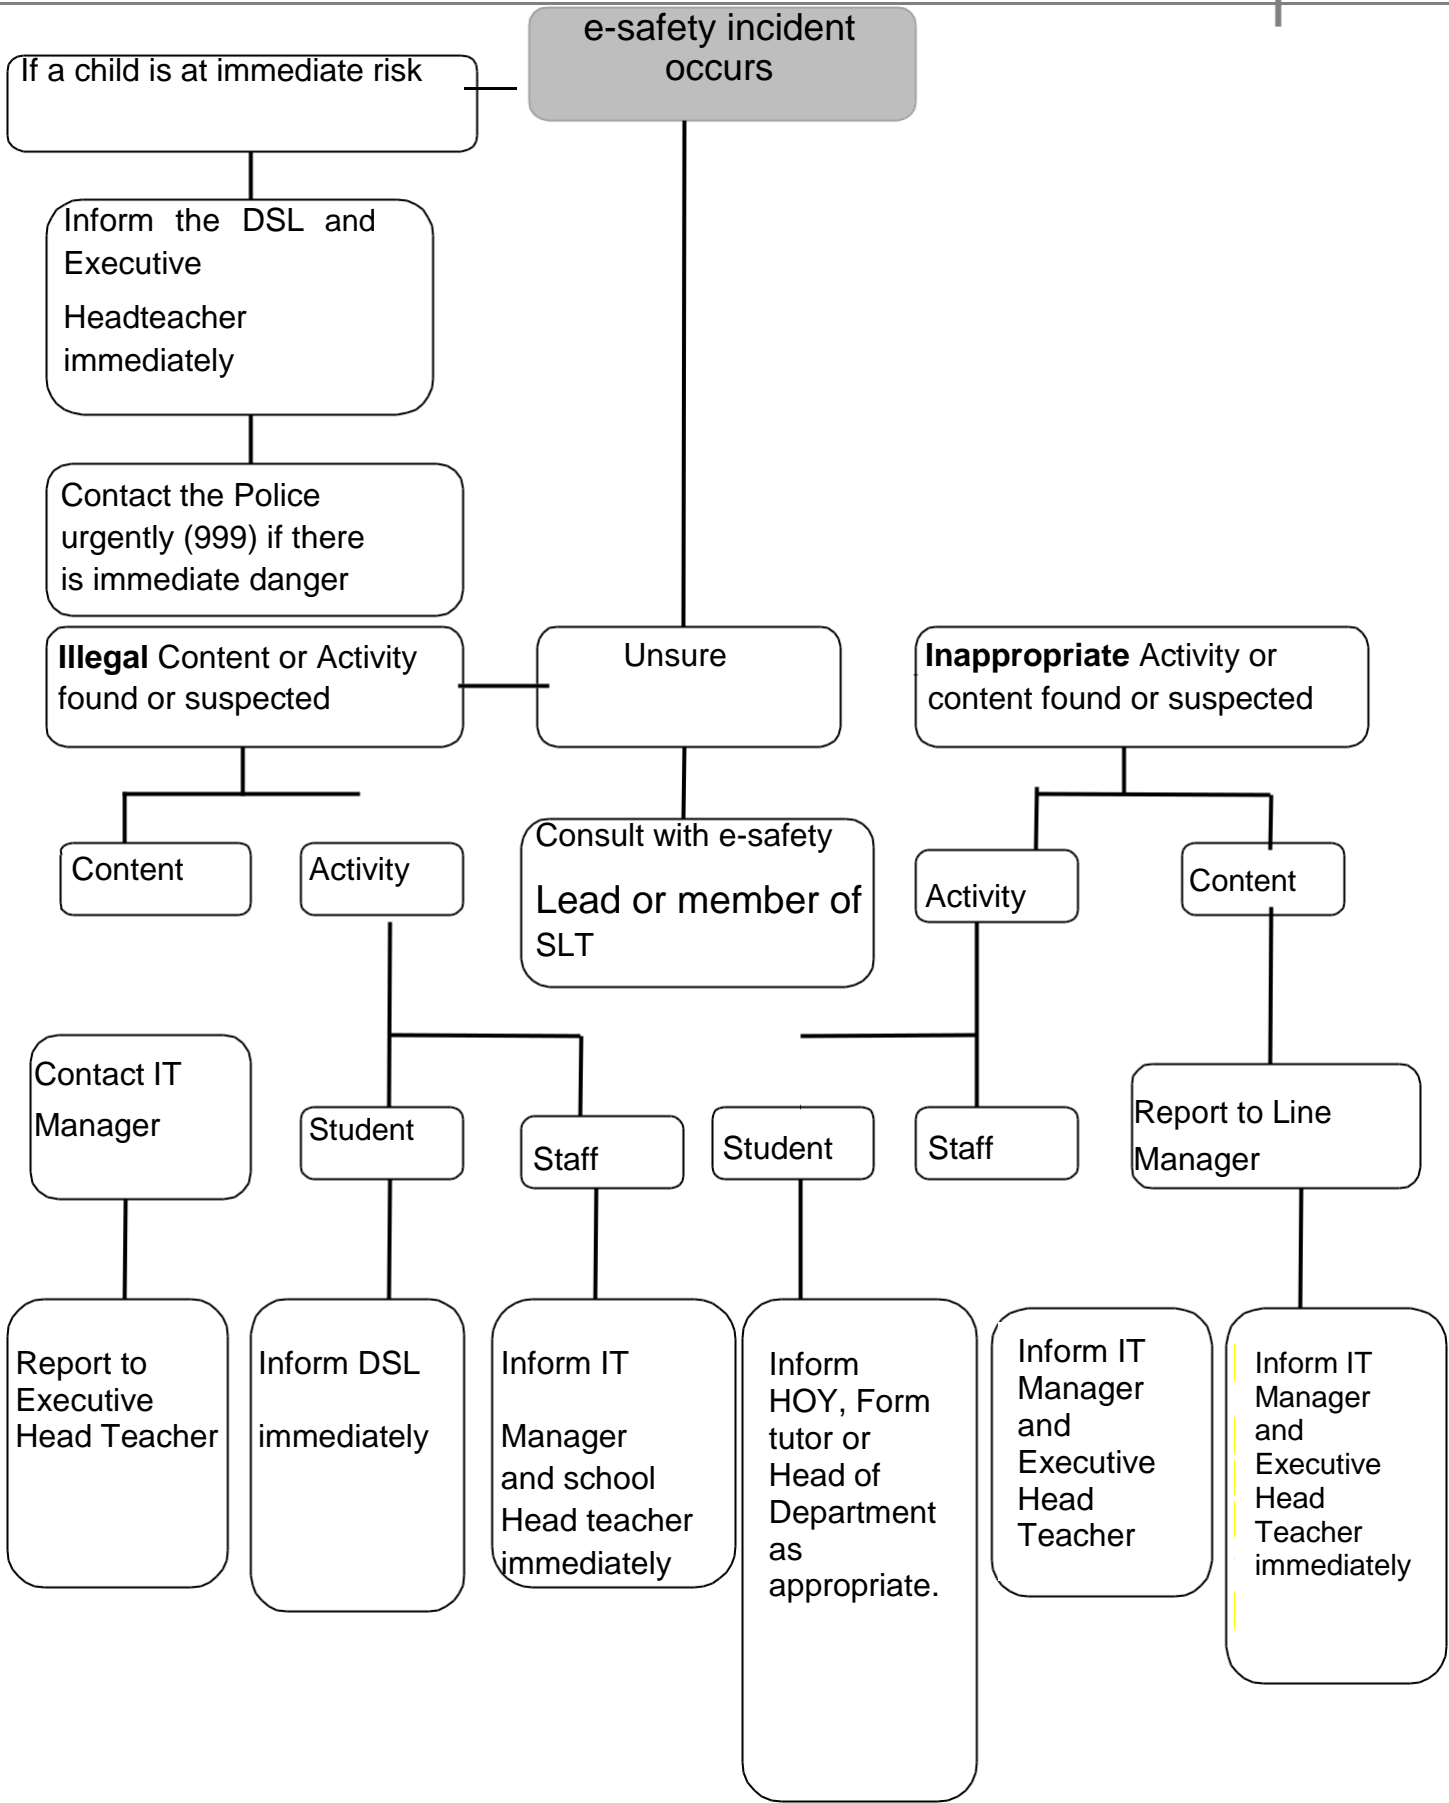 e-safety incident
occurs
If a child is at immediate risk
Inform the DSL and
Executive
Headteacher
immediately
Contact the Police
urgently (999) if there
is immediate danger
Illegal Content or Activity
found or suspected
Unsure
Inappropriate Activity or
content found or suspected
Content
Activity
Consult with e-safety
Lead or member of
SLT
Activity
Content
Contact IT
Manager
Student
Staff
Student
Staff
Report to Line
Manager
Report to
Executive
Head Teacher
Inform DSL
immediately
Inform IT
Manager
and school
Head teacher
immediately
Inform
HOY, Form
tutor or
Head of
Department
as
appropriate.
Inform IT
Manager
and
Executive
Head
Teacher
Inform IT
Manager
and
Executive
Head
Teacher
immediately